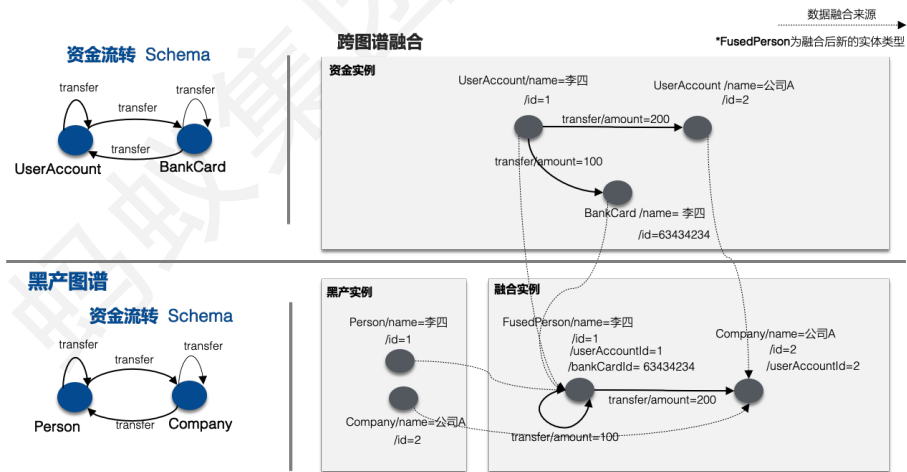 数据融合来源
*FusedPerson为融合后新的实体类型
资金流转 Schema
transfer
transfer
transfer
transfer
UserAccount
BankCard
跨图谱融合
资金实例
UserAccount/name=李四
/id=1
UserAccount /name=公司A
/id=2
transfer/amount=200
transfer/amount=100
BankCard /name= 李四
/id=63434234
黑产图谱
资金流转 Schema
transfer
transfer
transfer
transfer
Person
Company
黑产实例
Person/name=李四
/id=1
Company/name=公司A
/id=2
融合实例
FusedPerson/name=李四
/id=1
/userAccountId=1
/bankCardId= 63434234
Company/name=公司A
/id=2
/userAccountId=2
transfer/amount=200
transfer/amount=100
蚂蚁集团